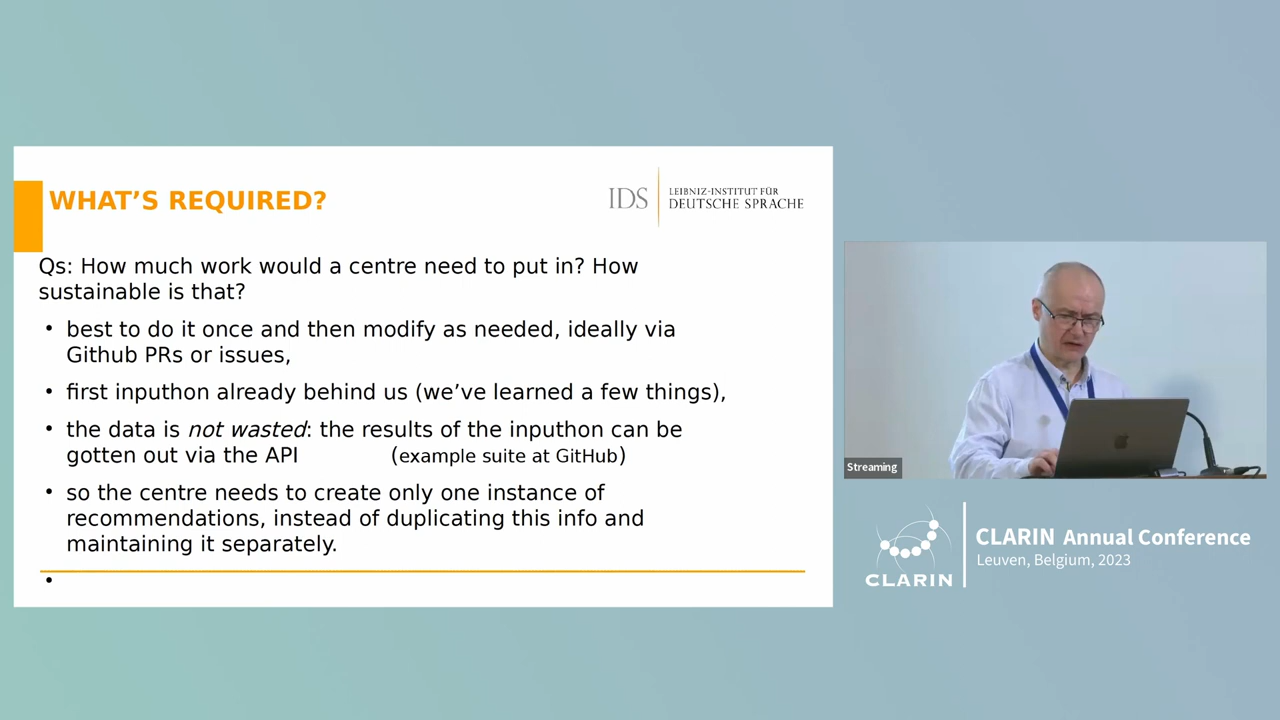 WHAT'S REQUIRED?
IDS
LEIBNIZ-INSTITUT FÜR
DEUTSCHE SPRACHE
Qs: How much work would a centre need to put in? How
sustainable is that?
• best to do it once and then modify as needed, ideally via
Github PRs or issues,
• first inputhon already behind us (we've learned a few things),
• the data is not wasted: the results of the inputhon can be
gotten out via the API (example suite at GitHub)
• so the centre needs to create only one instance of
recommendations, instead of duplicating this info and
maintaining it separately.
•
Streaming
CLARIN
CLARIN Annual Conference
Leuven, Belgium, 2023